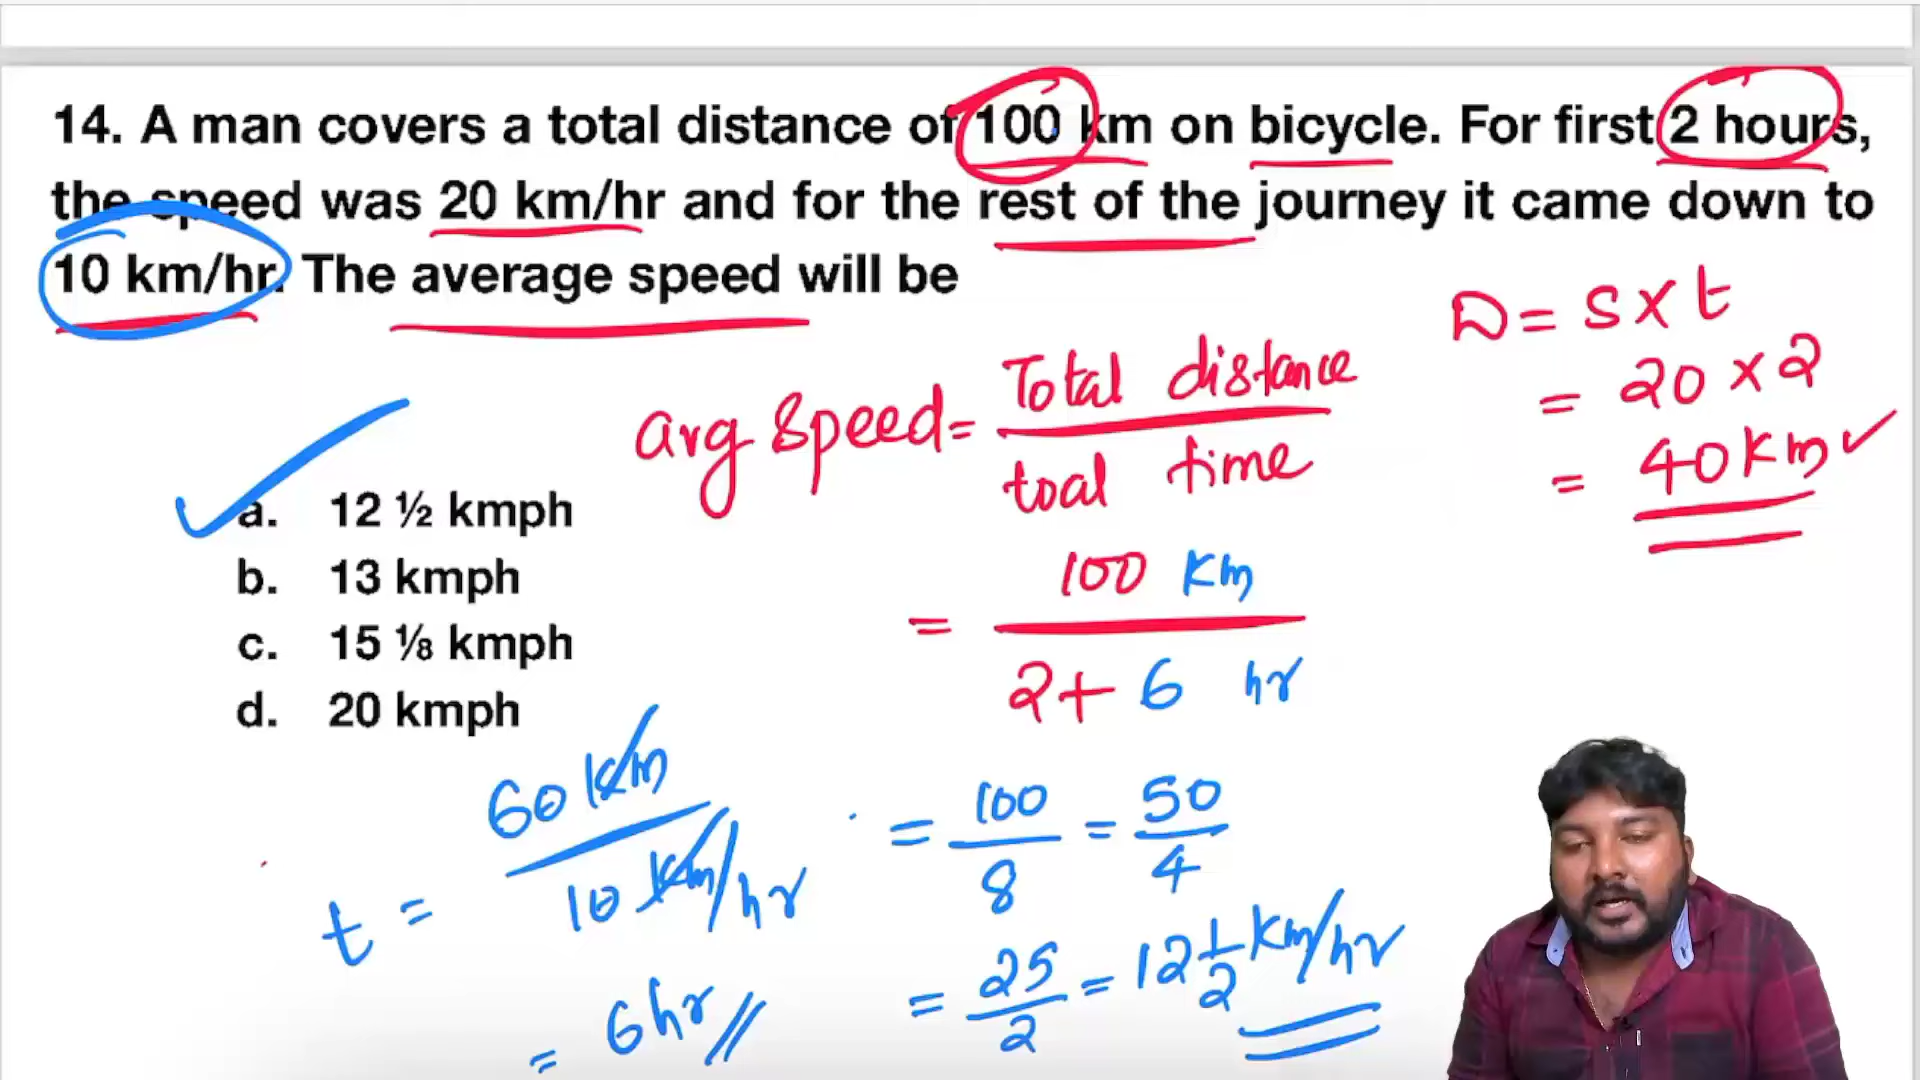 14. A man covers a total distance of 100 km on bicycle. For first 2 hours,
the speed was 20 km/hr and for the rest of the journey it came down to
10 km/hr. The average speed will be
D = S x t
= 20 x 2
= 40 Km ✓
avg speed = Total distance / toal time
a. 12 ½ kmph
b. 13 kmph
c. 15 ⅛ kmph
d. 20 kmph
= 100 Km / 2 + 6 hr
t = 60 Km / 10 Km/hr
= 6 hr //
= 100/8 = 50/4
= 25/2 = 12 1/2 Km/hr